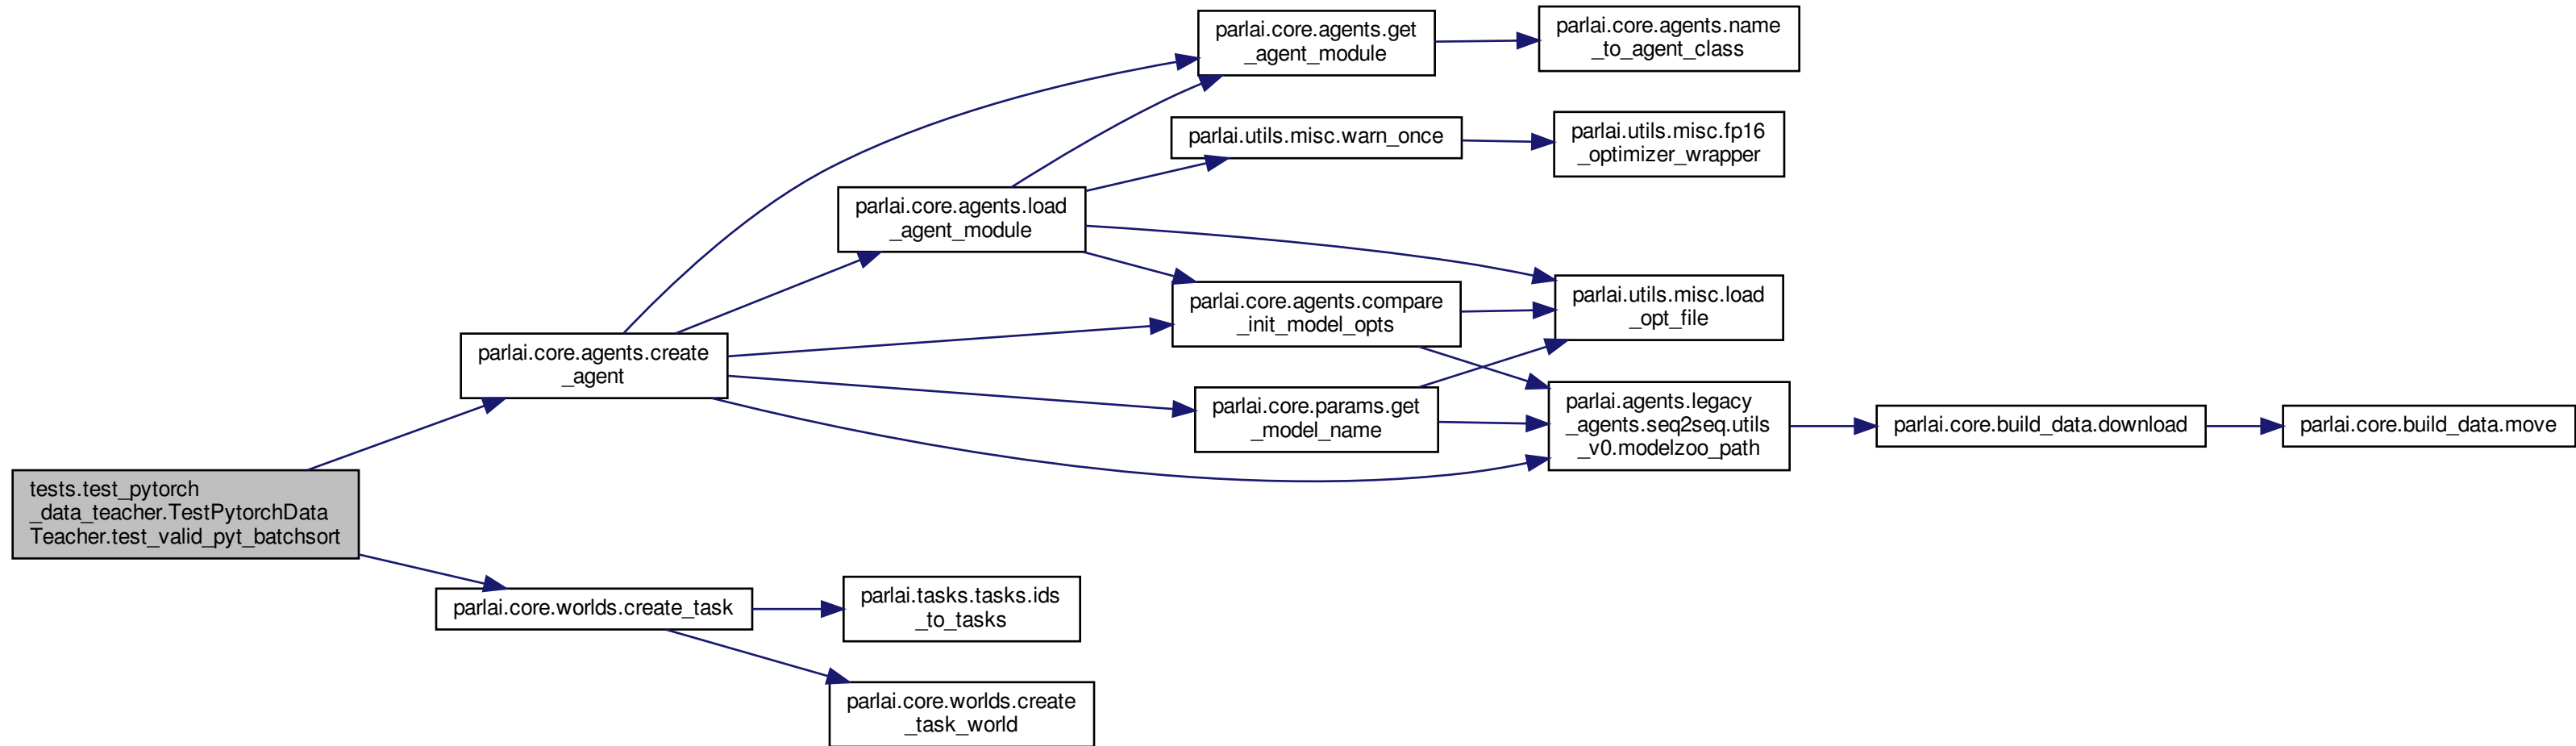 parlai.core.agents.get
_agent_module
parlai.core.agents.name
_to_agent_class
parlai.utils.misc.warn_once
parlai.utils.misc.fp16
_optimizer_wrapper
parlai.core.agents.load
_agent_module
parlai.core.agents.compare
_init_model_opts
parlai.utils.misc.load
_opt_file
parlai.core.agents.create
_agent
parlai.core.params.get
_model_name
parlai.agents.legacy
_agents.seq2seq.utils
_v0.modelzoo_path
parlai.core.build_data.download
parlai.core.build_data.move
tests.test_pytorch
_data_teacher.TestPytorchData
Teacher.test_valid_pyt_batchsort
parlai.core.worlds.create_task
parlai.tasks.tasks.ids
_to_tasks
parlai.core.worlds.create
_task_world